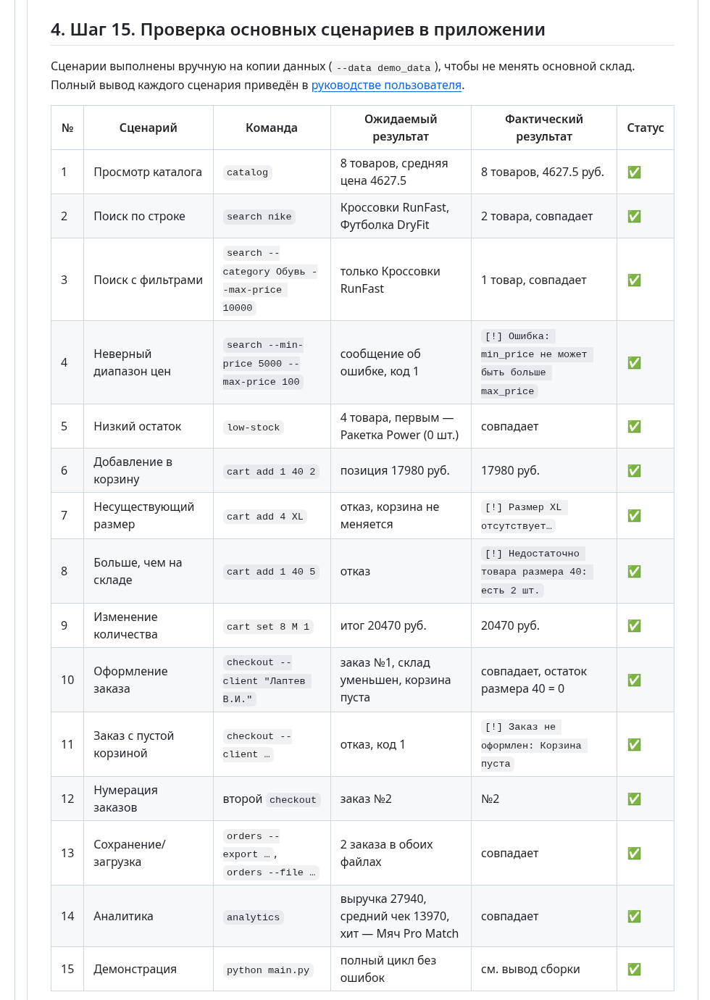 4. Шаг 15. Проверка основных сценариев в приложении
Сценарии выполнены вручную на копии данных ( --data demo_data ), чтобы не менять основной склад.
Полный вывод каждого сценария приведён в руководстве пользователя.
№ Сценарий Команда Ожидаемый результат Фактический результат Статус
1 Просмотр каталога catalog 8 товаров, средняя цена 4627.5 8 товаров, 4627.5 руб. ✅
2 Поиск по строке search nike Кроссовки RunFast, Футболка DryFit 2 товара, совпадает ✅
3 Поиск с фильтрами search --category Обувь --max-price 10000 только Кроссовки RunFast 1 товар, совпадает ✅
4 Неверный диапазон цен search --min-price 5000 --max-price 100 сообщение об ошибке, код 1 [!] Ошибка: min_price не может быть больше max_price ✅
5 Низкий остаток low-stock 4 товара, первым — Ракетка Power (0 шт.) совпадает ✅
6 Добавление в корзину cart add 1 40 2 позиция 17980 руб. 17980 руб. ✅
7 Несуществующий размер cart add 4 XL отказ, корзина не меняется [!] Размер XL отсутствует… ✅
8 Больше, чем на складе cart add 1 40 5 отказ [!] Недостаточно товара размера 40: есть 2 шт. ✅
9 Изменение количества cart set 8 M 1 итог 20470 руб. 20470 руб. ✅
10 Оформление заказа checkout --client "Лаптев В.И." заказ №1, склад уменьшен, корзина пуста совпадает, остаток размера 40 = 0 ✅
11 Заказ с пустой корзиной checkout --client … отказ, код 1 [!] Заказ не оформлен: Корзина пуста ✅
12 Нумерация заказов второй checkout заказ №2 №2 ✅
13 Сохранение/загрузка orders --export … , orders --file … 2 заказа в обоих файлах совпадает ✅
14 Аналитика analytics выручка 27940, средний чек 13970, хит — Мяч Pro Match совпадает ✅
15 Демонстрация python main.py полный цикл без ошибок см. вывод сборки ✅